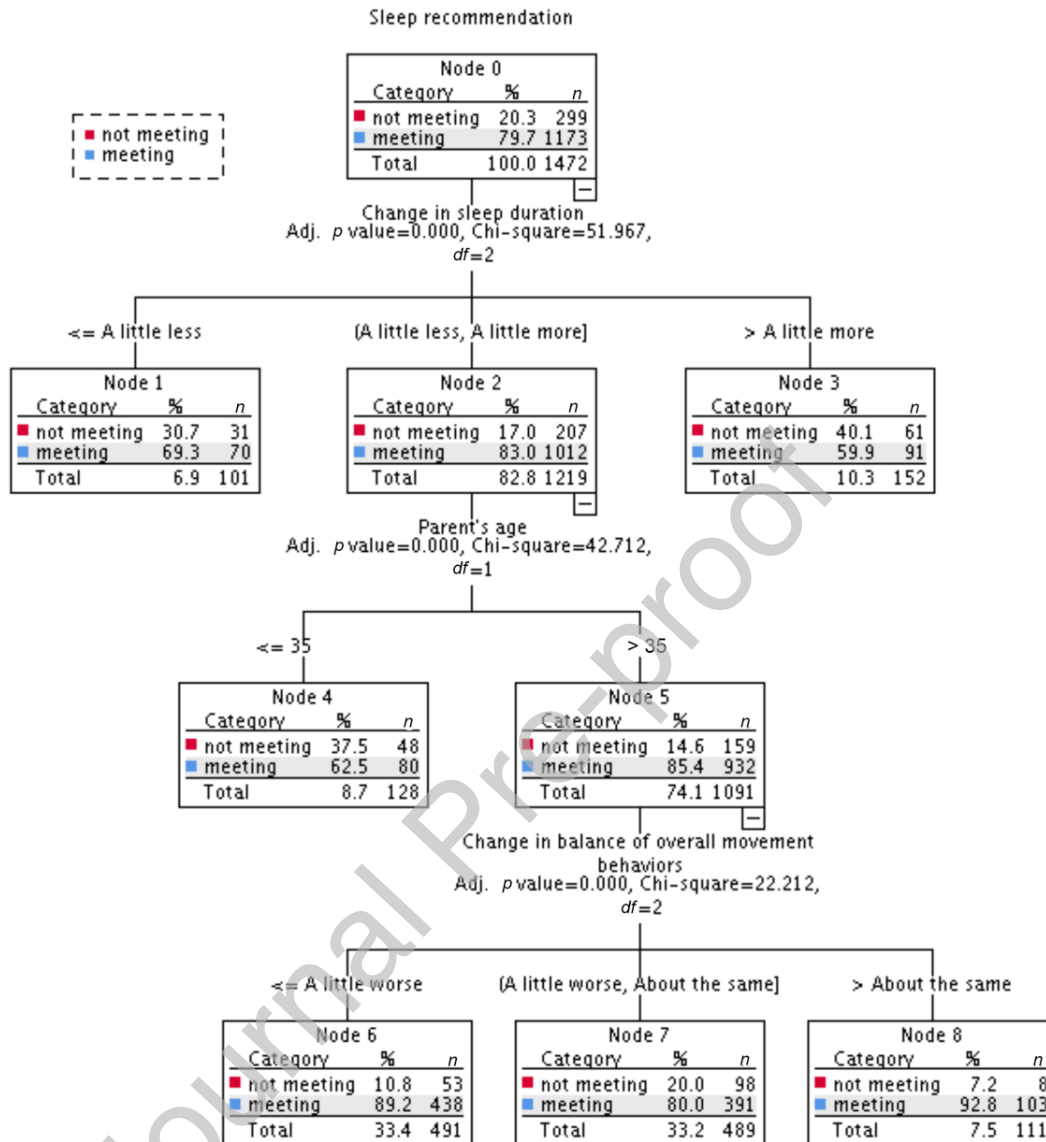 Sleep recommendation
not meeting
meeting
Node 0
Category % n
not meeting 20.3 299
meeting 79.7 1173
Total 100.0 1472
Change in sleep duration
Adj. p value=0.000, Chi-square=51.967,
df=2
<= A little less
(A little less, A little more]
> A little more
Node 1
Category % n
not meeting 30.7 31
meeting 69.3 70
Total 6.9 101
Node 2
Category % n
not meeting 17.0 207
meeting 83.0 1012
Total 82.8 1219
Node 3
Category % n
not meeting 40.1 61
meeting 59.9 91
Total 10.3 152
Parent's age
Adj. p value=0.000, Chi-square=42.712,
df=1
<= 35
> 35
Node 4
Category % n
not meeting 37.5 48
meeting 62.5 80
Total 8.7 128
Node 5
Category % n
not meeting 14.6 159
meeting 85.4 932
Total 74.1 1091
Change in balance of overall movement
behaviors
Adj. p value=0.000, Chi-square=22.212,
df=2
<= A little worse
(A little worse, About the same]
> About the same
Node 6
Category % n
not meeting 10.8 53
meeting 89.2 438
Total 33.4 491
Node 7
Category % n
not meeting 20.0 98
meeting 80.0 391
Total 33.2 489
Node 8
Category % n
not meeting 7.2 8
meeting 92.8 103
Total 7.5 111
Journal Pre-proof